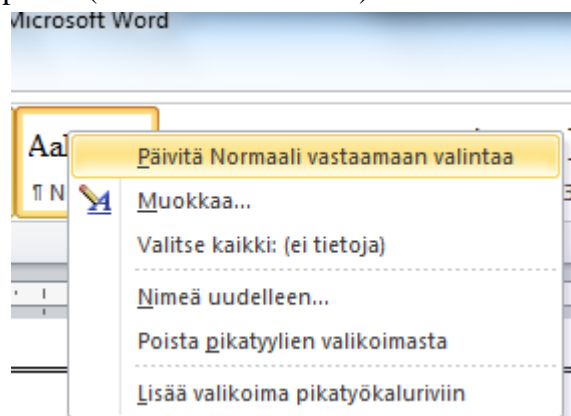 Microsoft Word
¶ N
Päivitä Normaali vastaamaan valintaa
Muokkaa...
Valitse kaikki: (ei tietoja)
Nimeä uudelleen...
Poista pikatyylien valikoimasta
Lisää valikoima pikatyökaluriviin